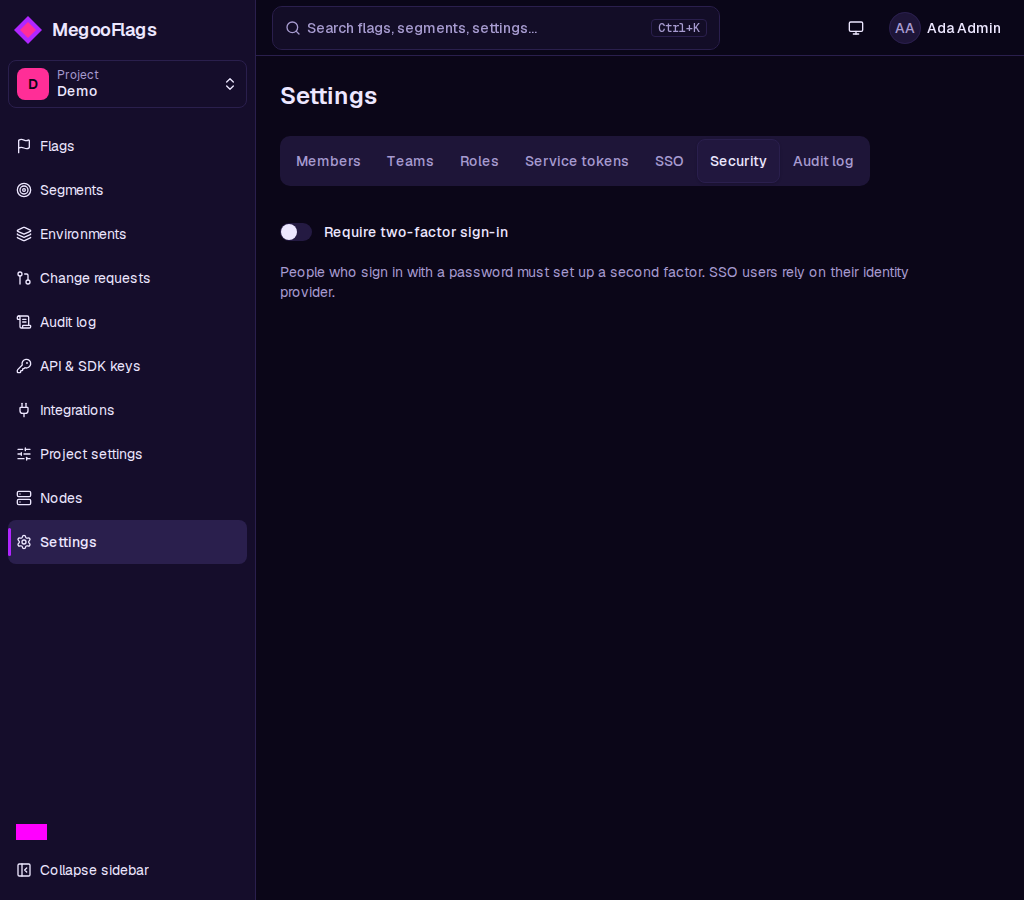 MegooFlags
Search flags, segments, settings...
Ctrl+K
AA
Ada Admin
D
Project
Demo
Settings
Flags
Segments
Environments
Change requests
Audit log
API & SDK keys
Integrations
Project settings
Nodes
Settings
Members
Teams
Roles
Service tokens
SSO
Security
Audit log
Require two-factor sign-in
People who sign in with a password must set up a second factor. SSO users rely on their identity
provider.
Collapse sidebar